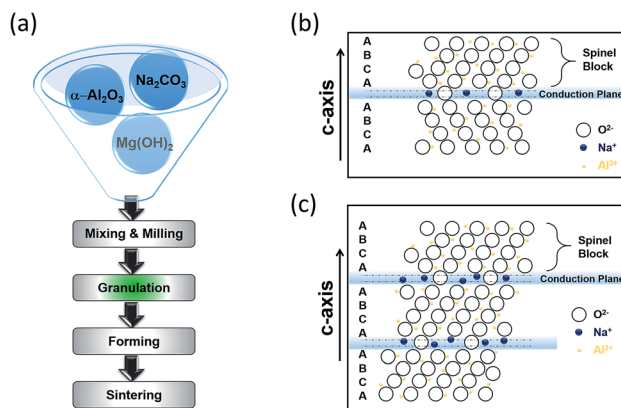 (a)
α-Al₂O₃
Na₂CO₃
Mg(OH)₂
Mixing & Milling
Granulation
Forming
Sintering
(b)
c-axis
A
B
C
A
A
B
C
A
Spinel
Block
Conduction Plane
O²⁻
Na⁺
Al³⁺
(c)
c-axis
A
B
C
A
A
B
C
A
A
B
C
A
Spinel
Block
Conduction Plane
O²⁻
Na⁺
Al³⁺